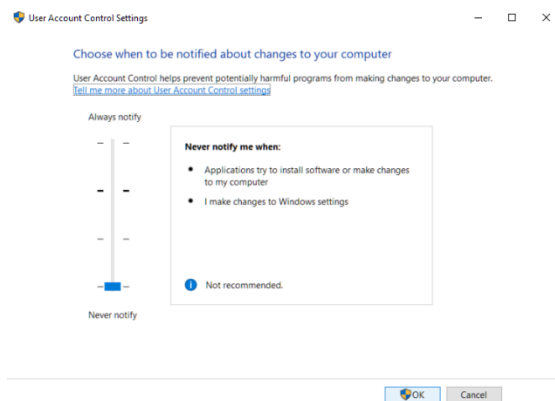 User Account Control Settings
Choose when to be notified about changes to your computer
User Account Control helps prevent potentially harmful programs from making changes to your computer.
Tell me more about User Account Control settings
Always notify
Never notify me when:
Applications try to install software or make changes
to my computer
I make changes to Windows settings
Not recommended.
Never notify
OK Cancel